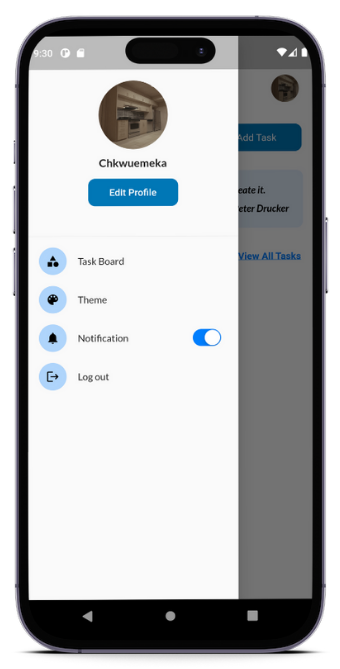 9:30
Chkwuemeka
Edit Profile
Add Task
eate it.
eter Drucker
View All Tasks
Task Board
Theme
Notification
Log out